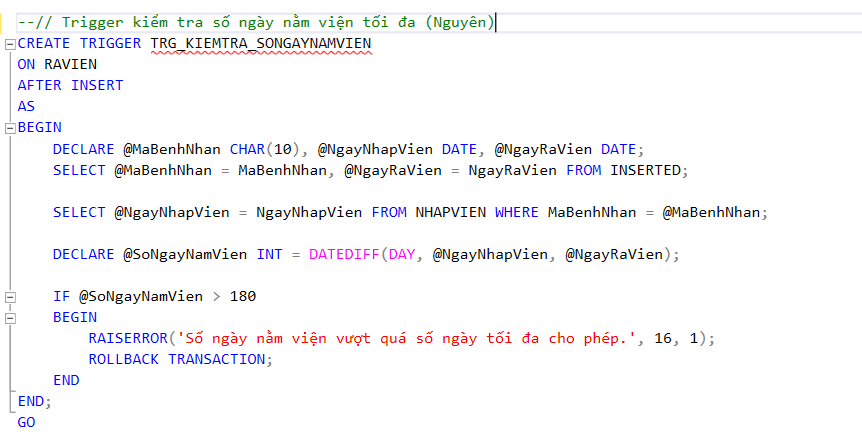 --// Trigger kiểm tra số ngày nằm viện tối đa (Nguyên)
CREATE TRIGGER TRG_KIEMTRA_SONGAYNAMVIEN
ON RAVIEN
AFTER INSERT
AS
BEGIN
    DECLARE @MaBenhNhan CHAR(10), @NgayNhapVien DATE, @NgayRaVien DATE;
    SELECT @MaBenhNhan = MaBenhNhan, @NgayRaVien = NgayRaVien FROM INSERTED;
    SELECT @NgayNhapVien = NgayNhapVien FROM NHAPVIEN WHERE MaBenhNhan = @MaBenhNhan;
    DECLARE @SoNgayNamVien INT = DATEDIFF(DAY, @NgayNhapVien, @NgayRaVien);
    IF @SoNgayNamVien > 180
    BEGIN
        RAISERROR('Số ngày nằm viện vượt quá số ngày tối đa cho phép.', 16, 1);
        ROLLBACK TRANSACTION;
    END
END;
GO